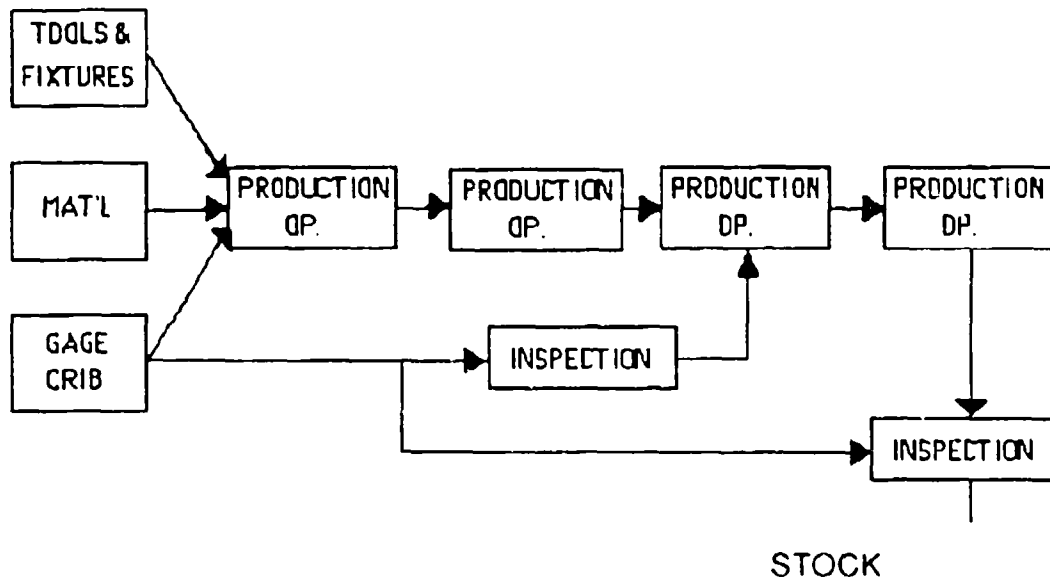 TOOLS &
FIXTURES
MAT'L
PRODUCTION
OP.
PRODUCTION
OP.
PRODUCTION
OP.
PRODUCTION
OP.
GAGE
CRIB
INSPECTION
INSPECTION
STOCK